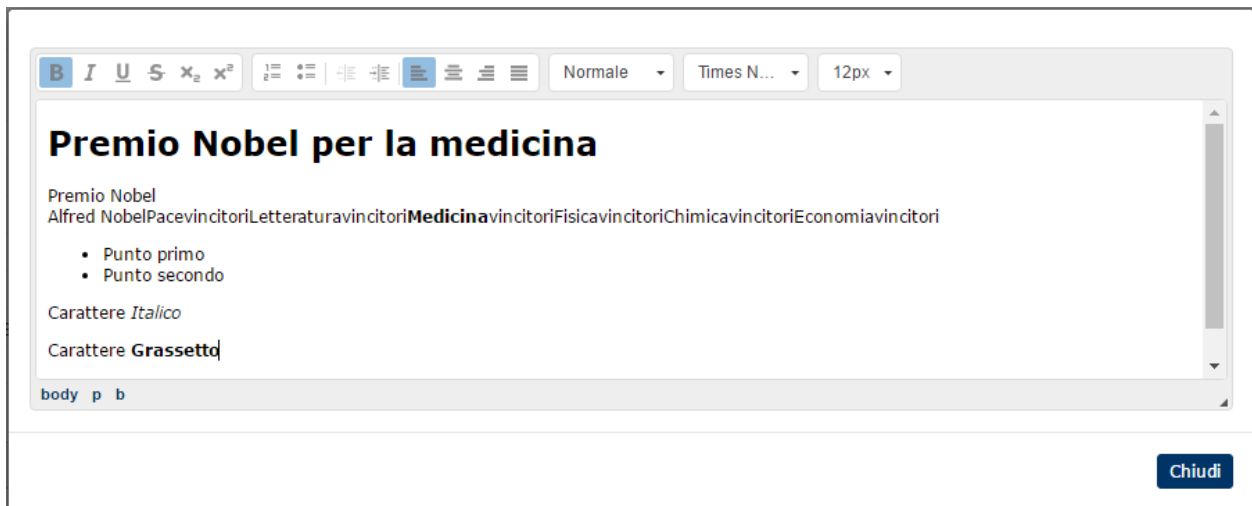 B I U S x₂ x²
Normale
Times N...
12px
Premio Nobel per la medicina
Premio Nobel
Alfred NobelPacevincitoriLetteraturavincitoriMedicinavincitoriFisicavincitoriChimicavincitoriEconomiavincitori
• Punto primo
• Punto secondo
Carattere Italico
Carattere Grassetto
body p b
Chiudi